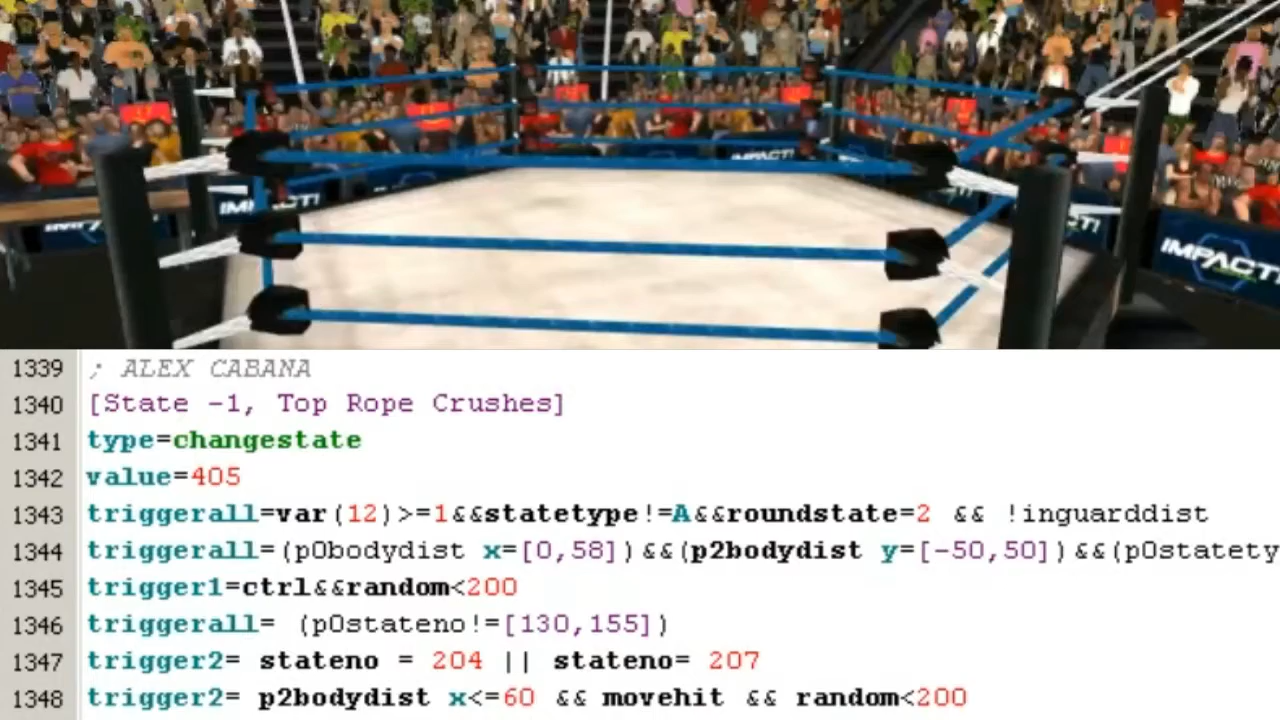 IMPACT!
IMPACT!
IMPACT!
1339 ; ALEX CABANA
1340 [State -1, Top Rope Crushes]
1341 type=changestate
1342 value=405
1343 triggerall=var(12)>=1&&statetype!=A&&roundstate=2 && !inguarddist
1344 triggerall=(p0bodydist x=[0,58])&&(p2bodydist y=[-50,50])&&(p0statety
1345 trigger1=ctrl&&random<200
1346 triggerall= (p0stateno!=[130,155])
1347 trigger2= stateno = 204 || stateno= 207
1348 trigger2= p2bodydist x<=60 && movehit && random<200